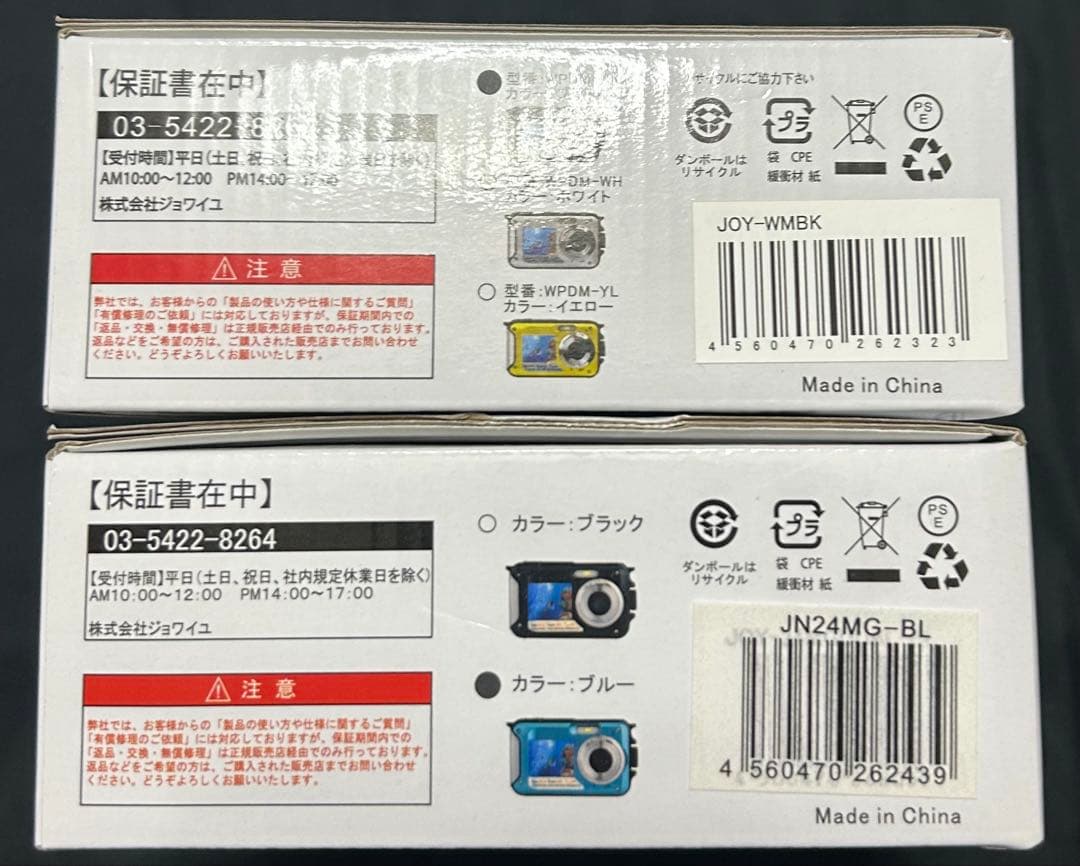 【保証書在中】
03-5422-8
【受付時間】平日(土日、祝
AM10:00～12:00 PM14:00
株式会社ジョワイユ
注意
弊社では、お客様からの「製品の使い方や仕様に関するご質問」
「有償修理のご依頼」には対応しておりますが、保証期間内での
「返品・交換・無償修理」は正規販売店経由でのみ行っております。
返品などをご希望の方は、ご購入された販売店までお問い合わせ
ください。どうぞよろしくお願いいたします。
型番:
カラー:
DM-WH
カラー:ホワイト
型番:WPDM-YL
カラー:イエロー
リサイクルにご協力下さい
ダンボールは
リサイクル
プラ
袋 CPE
緩衝材 紙
PS
E
JOY-WMBK
4560470262323
Made in China
【保証書在中】
03-5422-8264
【受付時間】平日(土日、祝日、社内規定休業日を除く)
AM10:00～12:00 PM14:00～17:00
株式会社ジョワイユ
注意
弊社では、お客様からの「製品の使い方や仕様に関するご質問」
「有償修理のご依頼」には対応しておりますが、保証期間内での
「返品・交換・無償修理」は正規販売店経由でのみ行っております。
返品などをご希望の方は、ご購入された販売店までお問い合わせ
ください。どうぞよろしくお願いいたします。
カラー:ブラック
カラー:ブルー
ダンボールは
リサイクル
プラ
袋 CPE
緩衝材 紙
PS
E
JN24MG-BL
4 560470 262439
Made in China